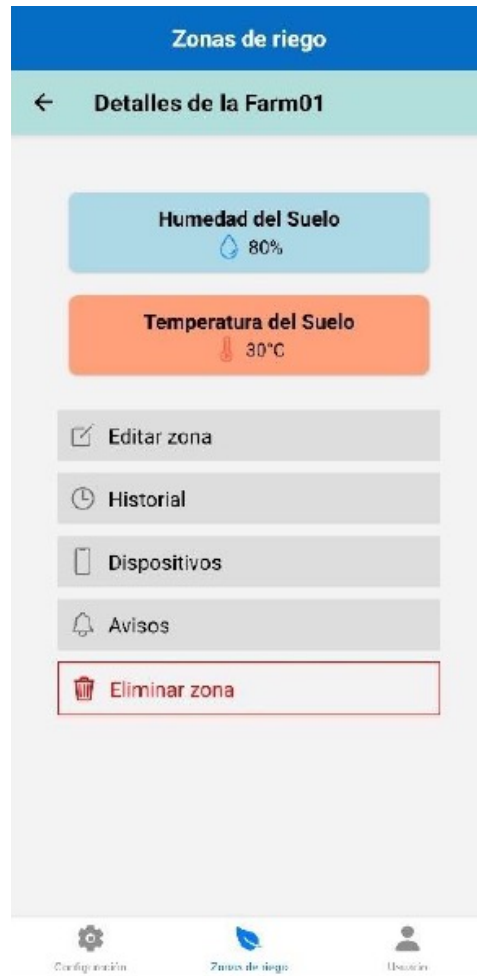 Zonas de riego
Detalles de la Farm01
Humedad del Suelo
80%
Temperatura del Suelo
30°C
Editar zona
Historial
Dispositivos
Avisos
Eliminar zona
Configuración
Zonas de riego
Usuario